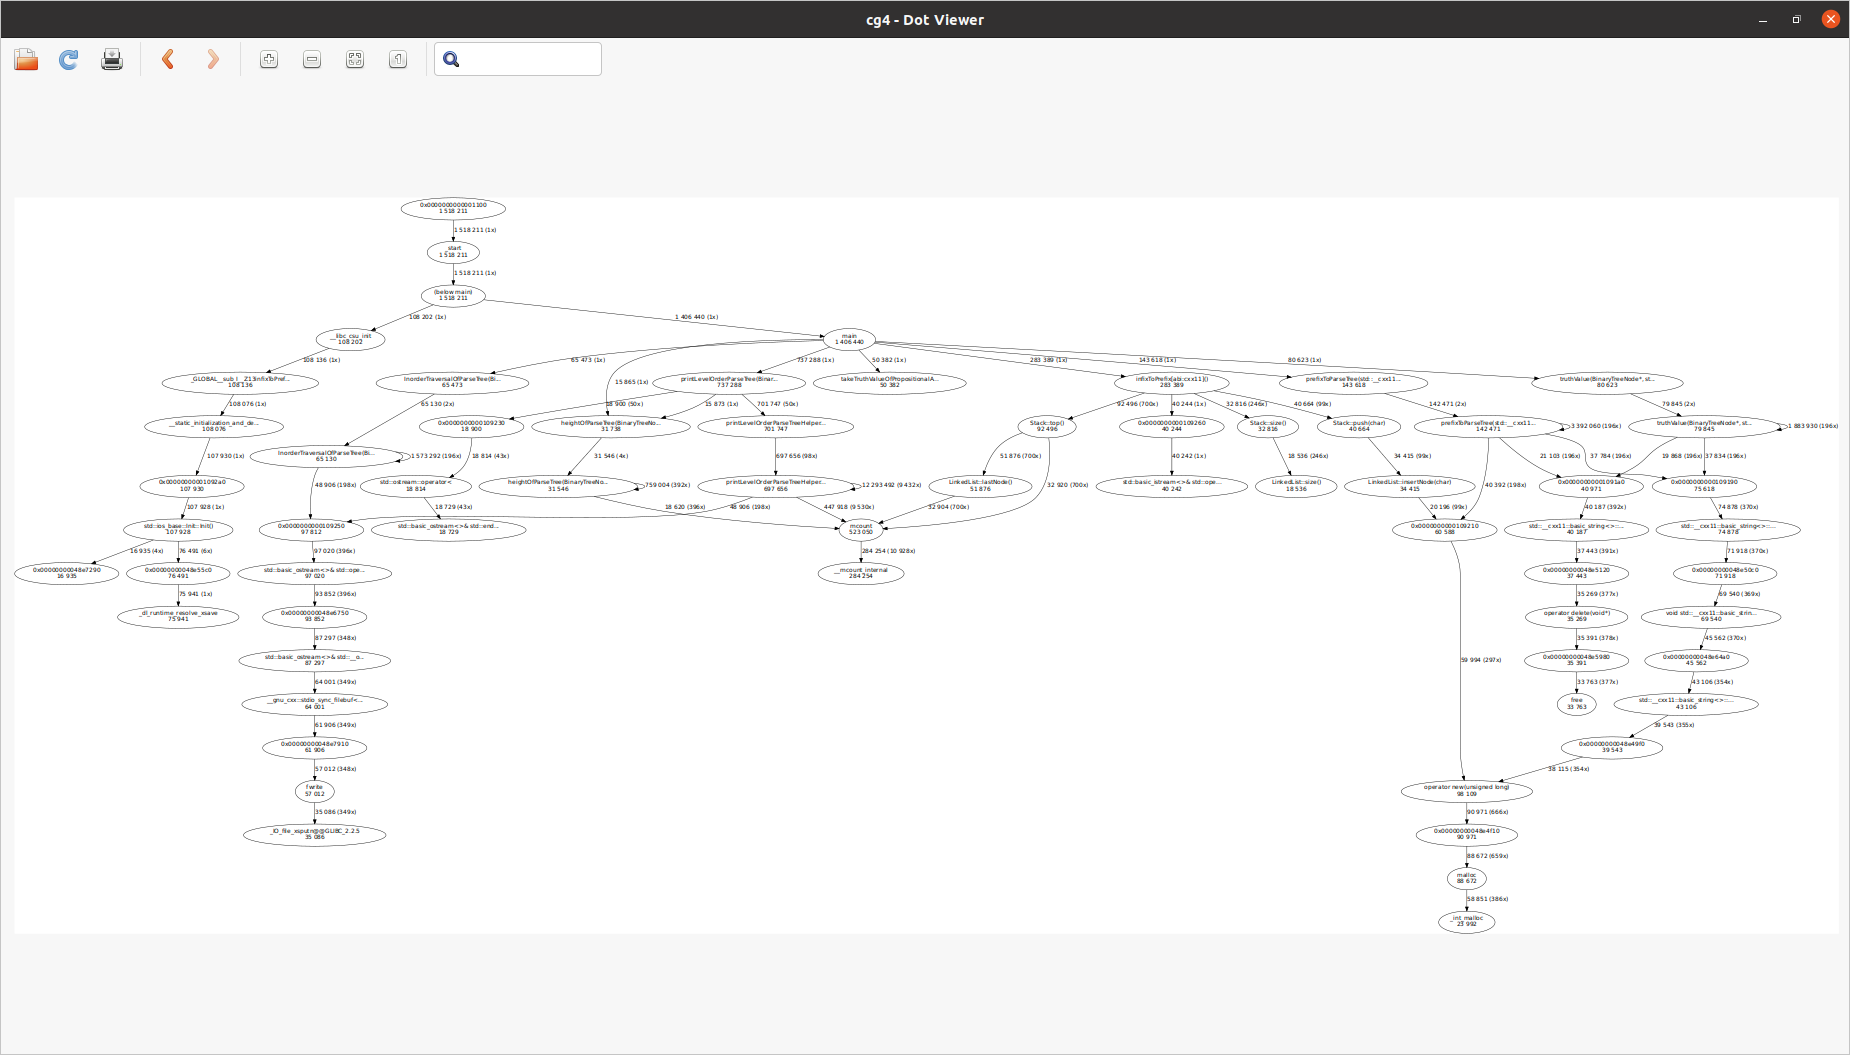 cg4 - Dot Viewer
0x0000000000001100
1 518 211
1 518 211 (1x)
_start
1 518 211
1 518 211 (1x)
(below main)
1 518 211
108 202 (1x)
1 406 440 (1x)
__libc_csu_init
108 202
main
1 406 440
108 136 (1x)
65 473 (1x)
15 865 (1x)
737 288 (1x)
50 382 (1x)
283 389 (1x)
143 618 (1x)
80 623 (1x)
_GLOBAL__sub_I__Z13infixToPref...
108 136
InorderTraversalOfParseTree(Bi...
65 473
printLevelOrderParseTree(Binar...
737 288
takeTruthValueOfPropositionalA...
50 382
infixToPrefix[abi:cxx11]()
283 389
prefixToParseTree(std::__cxx11...
143 618
truthValue(BinaryTreeNode*, st...
80 623
108 076 (1x)
65 130 (2x)
18 900 (50x)
15 873 (1x)
701 747 (50x)
92 496 (700x)
40 244 (1x)
32 816 (246x)
40 664 (99x)
142 471 (2x)
79 845 (2x)
__static_initialization_and_de...
108 076
0x0000000000109230
18 900
heightOfParseTree(BinaryTreeNo...
31 738
printLevelOrderParseTreeHelper...
701 747
Stack::top()
92 496
0x0000000000109260
40 244
Stack::size()
32 816
Stack::push(char)
40 664
prefixToParseTree(std::__cxx11...
142 471
3 392 060 (196x)
truthValue(BinaryTreeNode*, st...
79 845
1 883 930 (196x)
107 930 (1x)
InorderTraversalOfParseTree(Bi...
65 130
1 573 292 (196x)
18 814 (43x)
31 546 (4x)
697 656 (98x)
51 876 (700x)
40 242 (1x)
18 536 (246x)
34 415 (99x)
21 103 (196x)
37 784 (196x)
19 868 (196x)
37 834 (196x)
0x00000000001092a0
107 930
48 906 (198x)
std::ostream::operator<
18 814
heightOfParseTree(BinaryTreeNo...
31 546
759 004 (392x)
printLevelOrderParseTreeHelper...
697 656
12 293 492 (9 432x)
LinkedList::lastNode()
51 876
32 920 (700x)
std::basic_istream<>& std::ope...
40 242
LinkedList::size()
18 536
LinkedList::insertNode(char)
34 415
40 392 (198x)
0x00000000001091a0
40 971
0x0000000000109190
75 618
107 928 (1x)
18 729 (43x)
48 906 (198x)
18 620 (396x)
447 918 (9 530x)
32 904 (700x)
20 196 (99x)
40 187 (392x)
74 878 (370x)
std::ios_base::Init::Init()
107 928
0x0000000000109250
97 812
std::basic_ostream<>& std::end...
18 729
mcount
523 050
0x0000000000109210
60 588
std::__cxx11::basic_string<>::...
40 187
std::__cxx11::basic_string<>::...
74 878
16 935 (4x)
76 491 (6x)
97 020 (396x)
284 254 (10 928x)
37 443 (391x)
71 918 (370x)
0x00000000048e7290
16 935
0x00000000048e55c0
76 491
std::basic_ostream<>& std::ope...
97 020
__mcount_internal
284 254
0x00000000048e5120
37 443
0x00000000048e50c0
71 918
75 941 (1x)
93 852 (396x)
35 269 (377x)
69 540 (369x)
_dl_runtime_resolve_xsave
75 941
0x00000000048e6750
93 852
operator delete(void*)
35 269
void std::__cxx11::basic_strin...
69 540
87 297 (348x)
35 391 (378x)
45 562 (370x)
std::basic_ostream<>& std::__o...
87 297
59 994 (297x)
0x00000000048e5980
35 391
0x00000000048e64a0
45 562
64 001 (349x)
33 763 (377x)
43 106 (354x)
__gnu_cxx::stdio_sync_filebuf<...
64 001
free
33 763
std::__cxx11::basic_string<>::...
43 106
61 906 (349x)
39 543 (355x)
0x00000000048e7910
61 906
0x00000000048e49f0
39 543
57 012 (348x)
38 115 (354x)
fwrite
57 012
operator new(unsigned long)
98 109
35 086 (349x)
90 971 (666x)
_IO_file_xsputn@@GLIBC_2.2.5
35 086
0x00000000048e4f10
90 971
88 672 (659x)
malloc
88 672
58 851 (386x)
_int_malloc
23 992